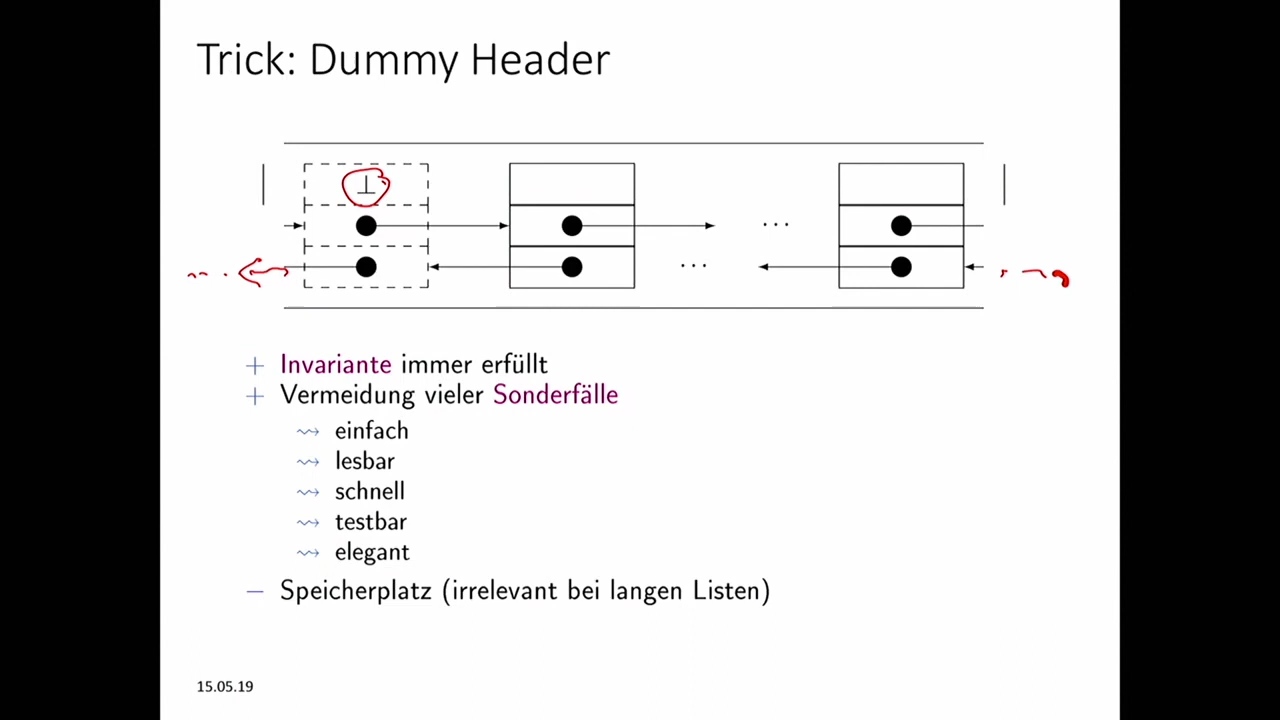 Trick: Dummy Header
⊥
...
...
+ Invariante immer erfüllt
+ Vermeidung vieler Sonderfälle
⇝ einfach
⇝ lesbar
⇝ schnell
⇝ testbar
⇝ elegant
− Speicherplatz (irrelevant bei langen Listen)
15.05.19